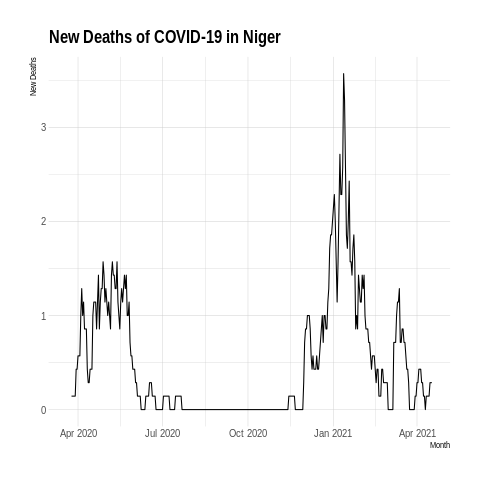 New Deaths of COVID-19 in Niger
New Deaths
3
2
1
0
Apr 2020 Jul 2020 Oct 2020 Jan 2021 Apr 2021
Month